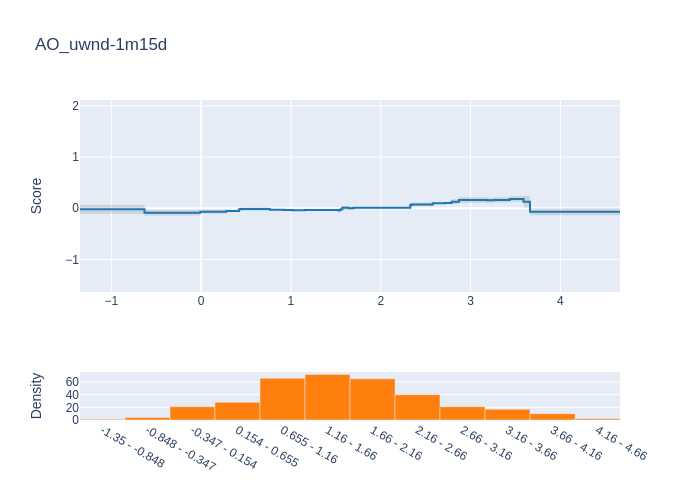 AO_uwnd-1m15d
Score
2
1
0
−1
−1
0
1
2
3
4
Density
60
40
20
0
-1.35 - -0.848
-0.848 - -0.347
-0.347 - 0.154
0.154 - 0.655
0.655 - 1.16
1.16 - 1.66
1.66 - 2.16
2.16 - 2.66
2.66 - 3.16
3.16 - 3.66
3.66 - 4.16
4.16 - 4.66